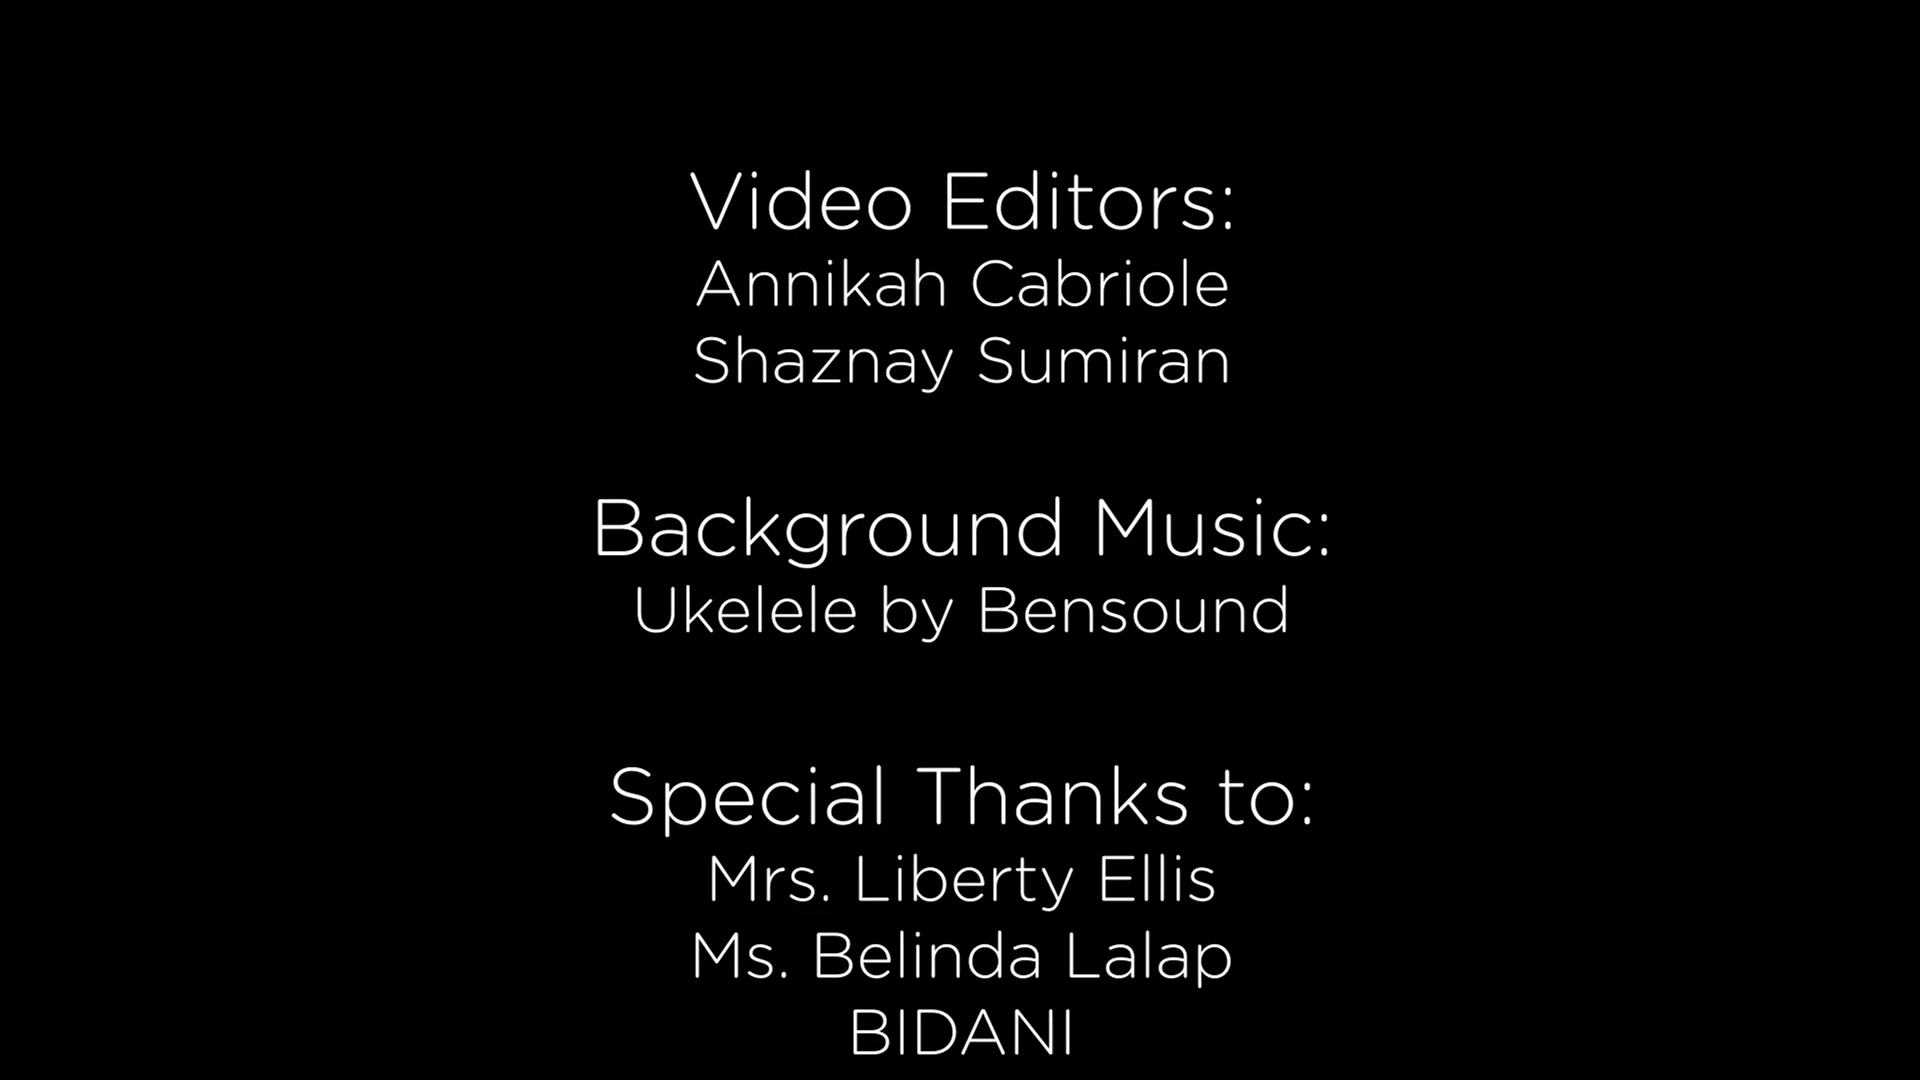 Video Editors:
Annikah Cabriole
Shaznay Sumiran
Background Music:
Ukelele by Bensound
Special Thanks to:
Mrs. Liberty Ellis
Ms. Belinda Lalap
BIDANI